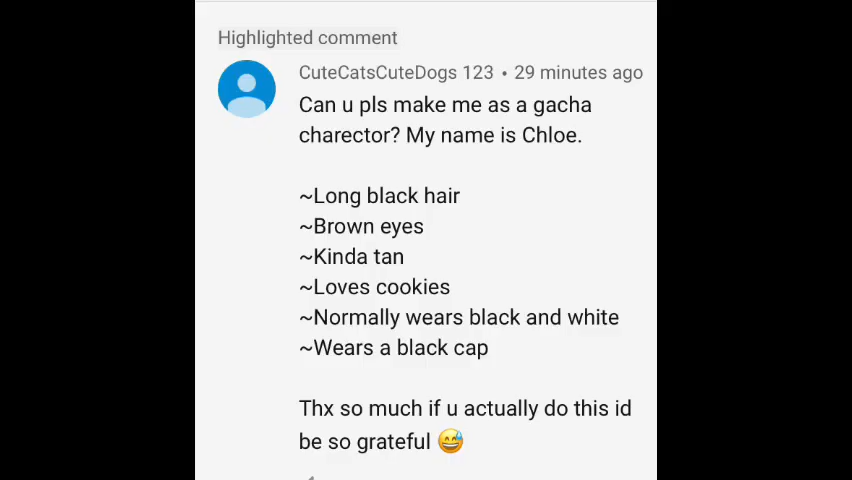 Highlighted comment
CuteCatsCuteDogs 123 • 29 minutes ago
Can u pls make me as a gacha
charector? My name is Chloe.
~Long black hair
~Brown eyes
~Kinda tan
~Loves cookies
~Normally wears black and white
~Wears a black cap
Thx so much if u actually do this id
be so grateful 😅